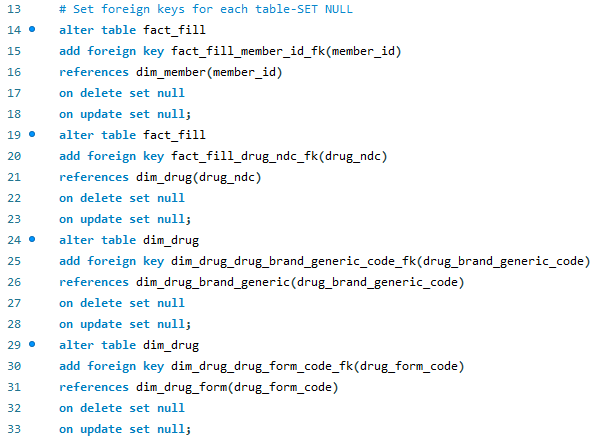 13 # Set foreign keys for each table-SET NULL
14 alter table fact_fill
15 add foreign key fact_fill_member_id_fk(member_id)
16 references dim_member(member_id)
17 on delete set null
18 on update set null;
19 alter table fact_fill
20 add foreign key fact_fill_drug_ndc_fk(drug_ndc)
21 references dim_drug(drug_ndc)
22 on delete set null
23 on update set null;
24 alter table dim_drug
25 add foreign key dim_drug_drug_brand_generic_code_fk(drug_brand_generic_code)
26 references dim_drug_brand_generic(drug_brand_generic_code)
27 on delete set null
28 on update set null;
29 alter table dim_drug
30 add foreign key dim_drug_drug_form_code_fk(drug_form_code)
31 references dim_drug_form(drug_form_code)
32 on delete set null
33 on update set null;